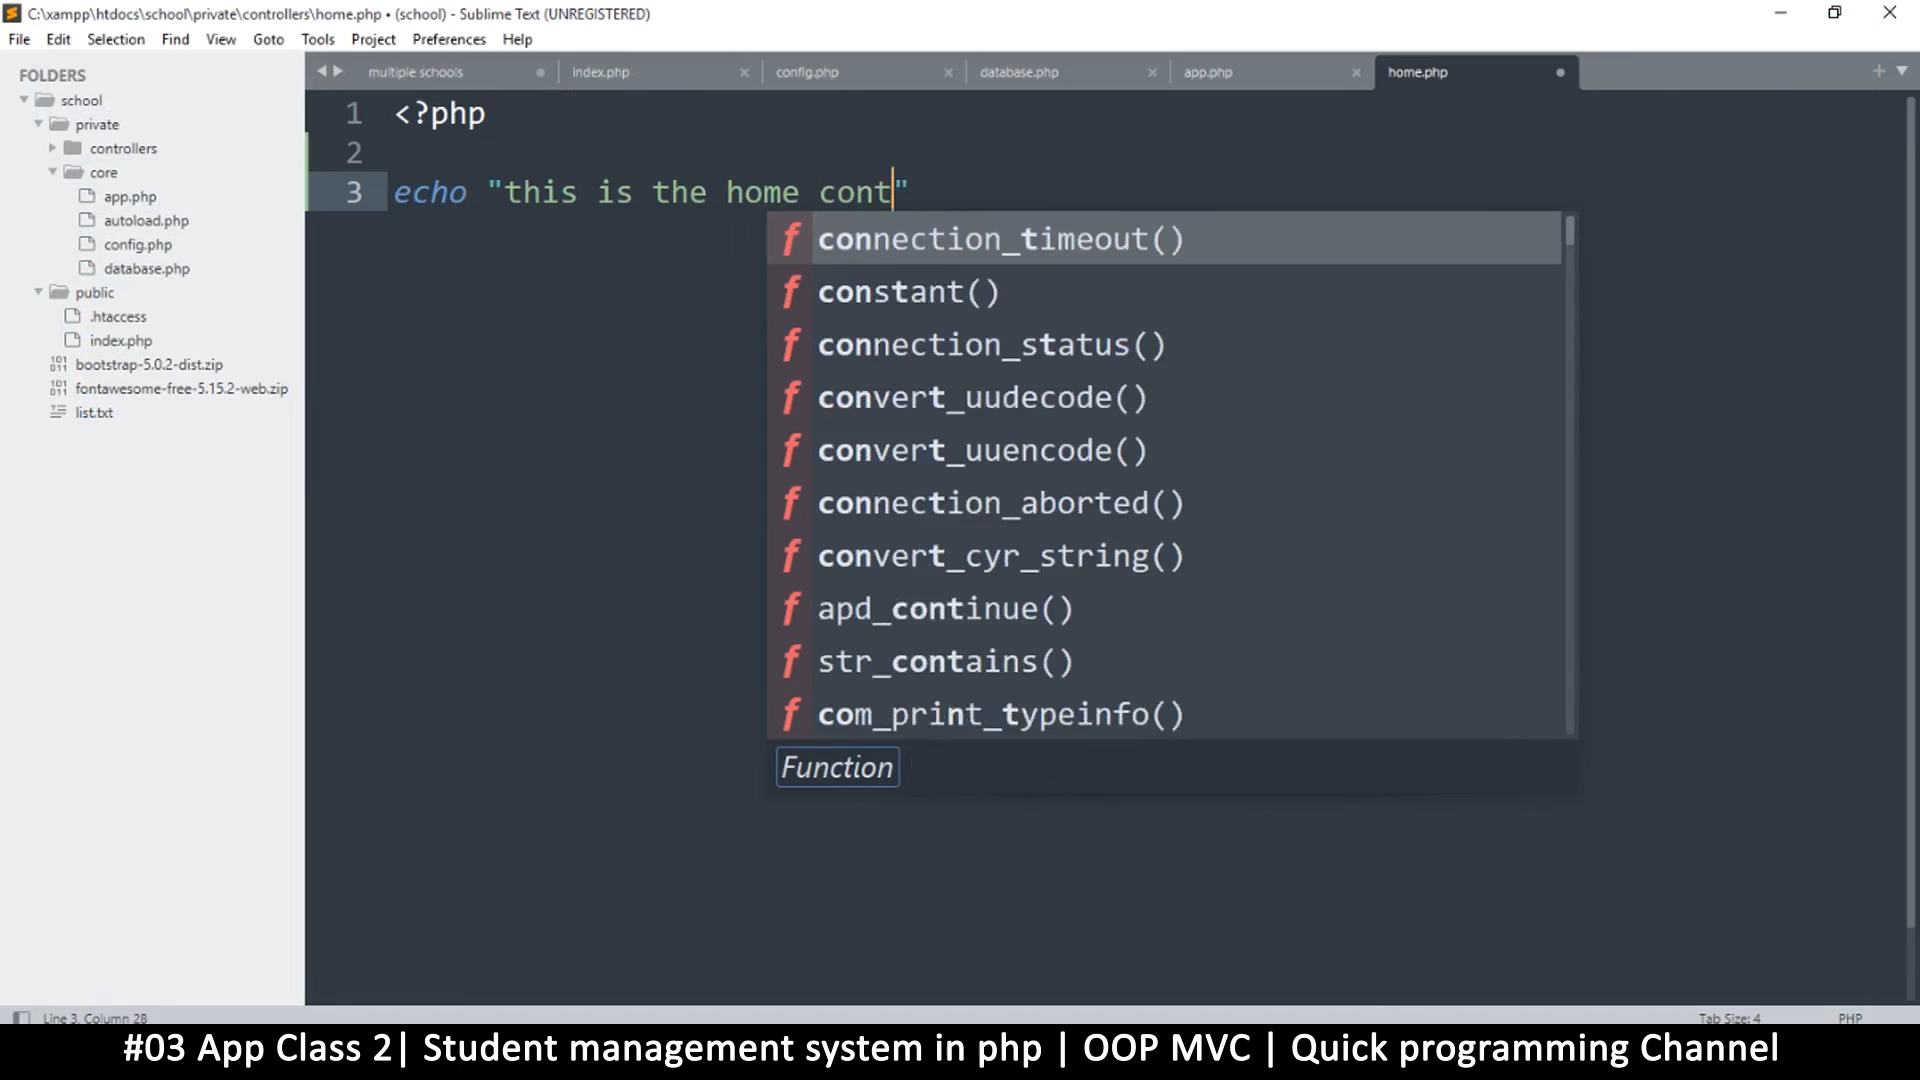 C:\xampp\htdocs\school\private\controllers\home.php • (school) - Sublime Text (UNREGISTERED)
File Edit Selection Find View Goto Tools Project Preferences Help
FOLDERS
school
private
controllers
core
app.php
autoload.php
config.php
database.php
public
.htaccess
index.php
bootstrap-5.0.2-dist.zip
fontawesome-free-5.15.2-web.zip
list.txt
multiple schools index.php config.php database.php app.php home.php
1 <?php
2
3 echo "this is the home cont"
f connection_timeout()
f constant()
f connection_status()
f convert_uudecode()
f convert_uuencode()
f connection_aborted()
f convert_cyr_string()
f apd_continue()
f str_contains()
f com_print_typeinfo()
Function
Line 3, Column 28 Tab Size: 4 PHP
#03 App Class 2| Student management system in php | OOP MVC | Quick programming Channel